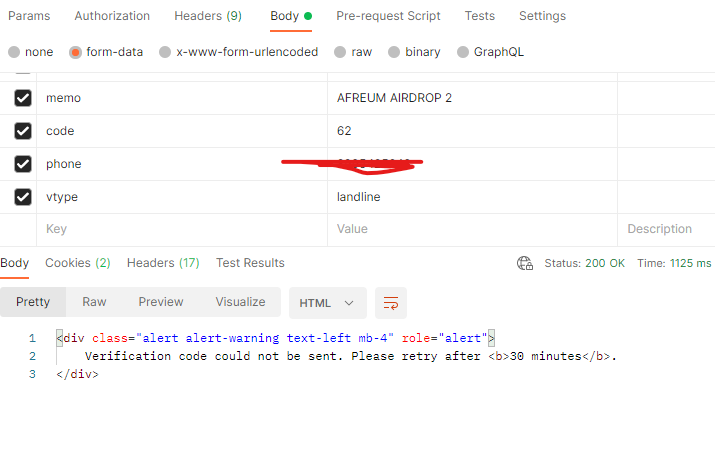 Params Authorization Headers (9) Body Pre-request Script Tests Settings
none form-data x-www-form-urlencoded raw binary GraphQL
memo AFREUM AIRDROP 2
code 62
phone
vtype landline
Key Value Description
Body Cookies (2) Headers (17) Test Results Status: 200 OK Time: 1125 ms
Pretty Raw Preview Visualize HTML
1 <div class="alert alert-warning text-left mb-4" role="alert">
2 Verification code could not be sent. Please retry after <b>30 minutes</b>.
3 </div>